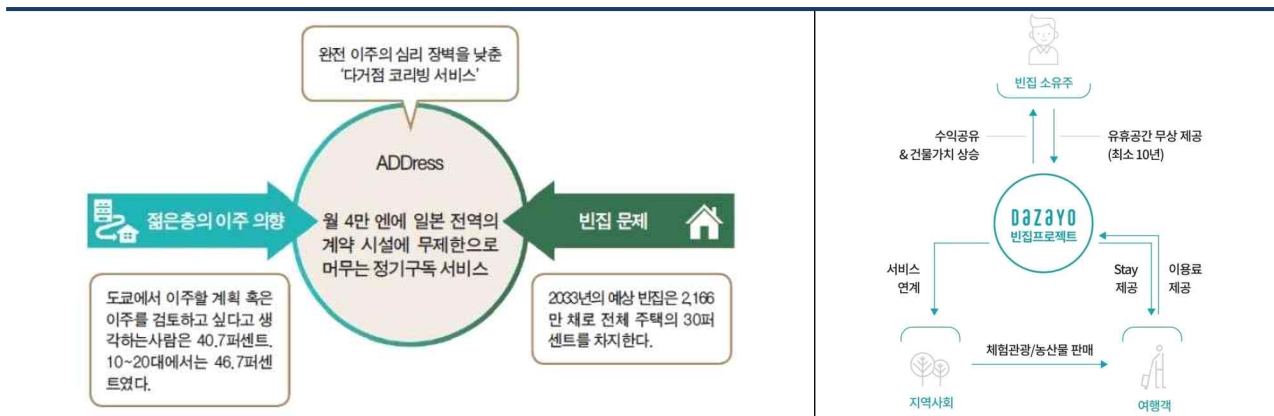 완전 이주의 심리 장벽을 낮춘
'다거점 코리빙 서비스'
ADDress
월 4만 엔에 일본 전역의
계약 시설에 무제한으로
머무는 정기구독 서비스
젊은층의 이주 의향
도쿄에서 이주할 계획 혹은
이주를 검토하고 싶다고 생
각하는사람은 40.7퍼센트.
10~20대에서는 46.7퍼센
트였다.
빈집 문제
2033년의 예상 빈집은 2,166
만 채로 전체 주택의 30퍼
센트를 차지한다.
빈집 소유주
수익공유
& 건물가치 상승
유휴공간 무상 제공
(최소 10년)
DaZaYO
빈집프로젝트
서비스
연계
Stay
제공
이용료
제공
체험관광/농산물 판매
지역사회
여행객